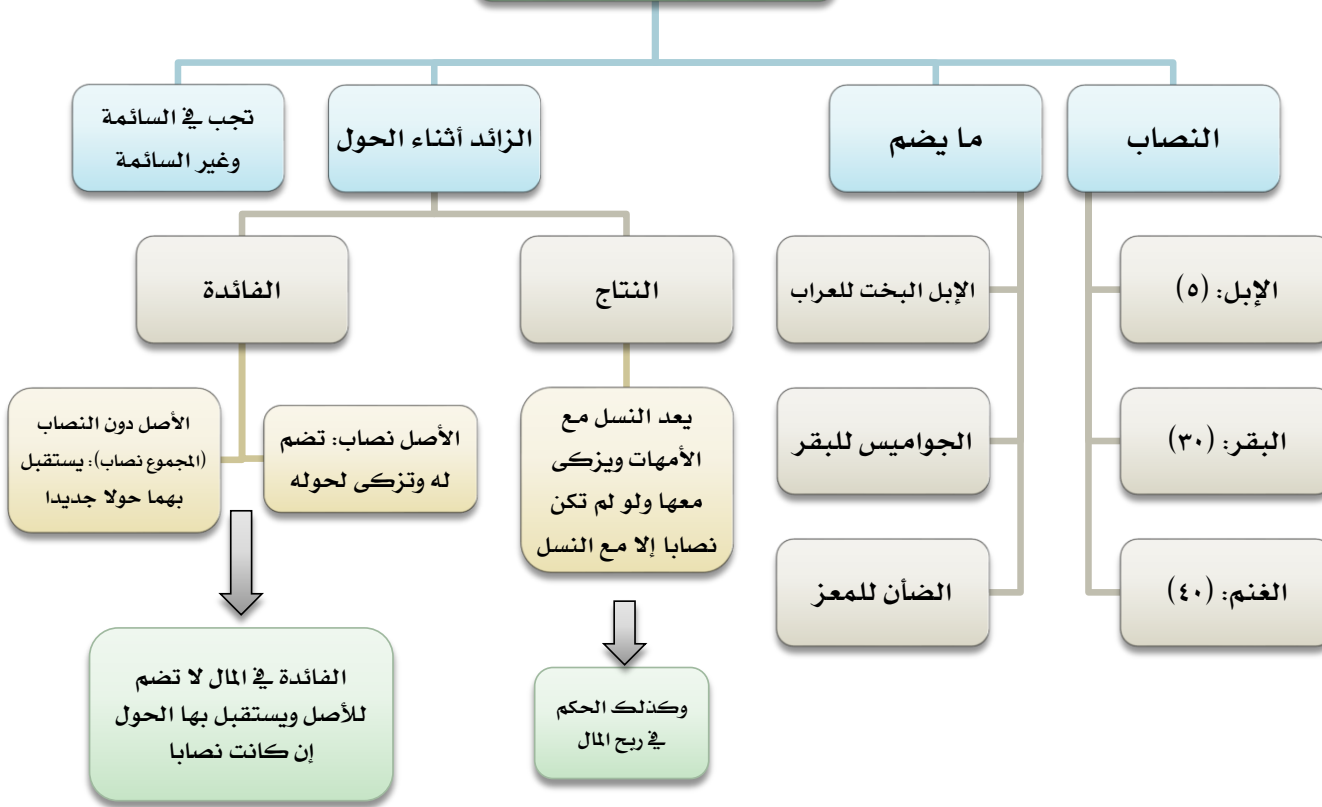 النصاب
ما يضم
الزائد أثناء الحول
تجب في السائمة
وغير السائمة
الإبل: (٥)
البقر: (٣٠)
الغنم: (٤٠)
الإبل البخت للعراب
الجواميس للبقر
الضأن للمعز
النتاج
الفائدة
يعد النسل مع
الأمهات ويزكى
معها ولو لم تكن
نصابا إلا مع النسل
وكذلك الحكم
في ربح المال
الأصل نصاب: تضم
له وتزكى لحوله
الأصل دون النصاب
(المجموع نصاب): يستقبل
بهما حولا جديدا
الفائدة في المال لا تضم
للأصل ويستقبل بها الحول
إن كانت نصابا